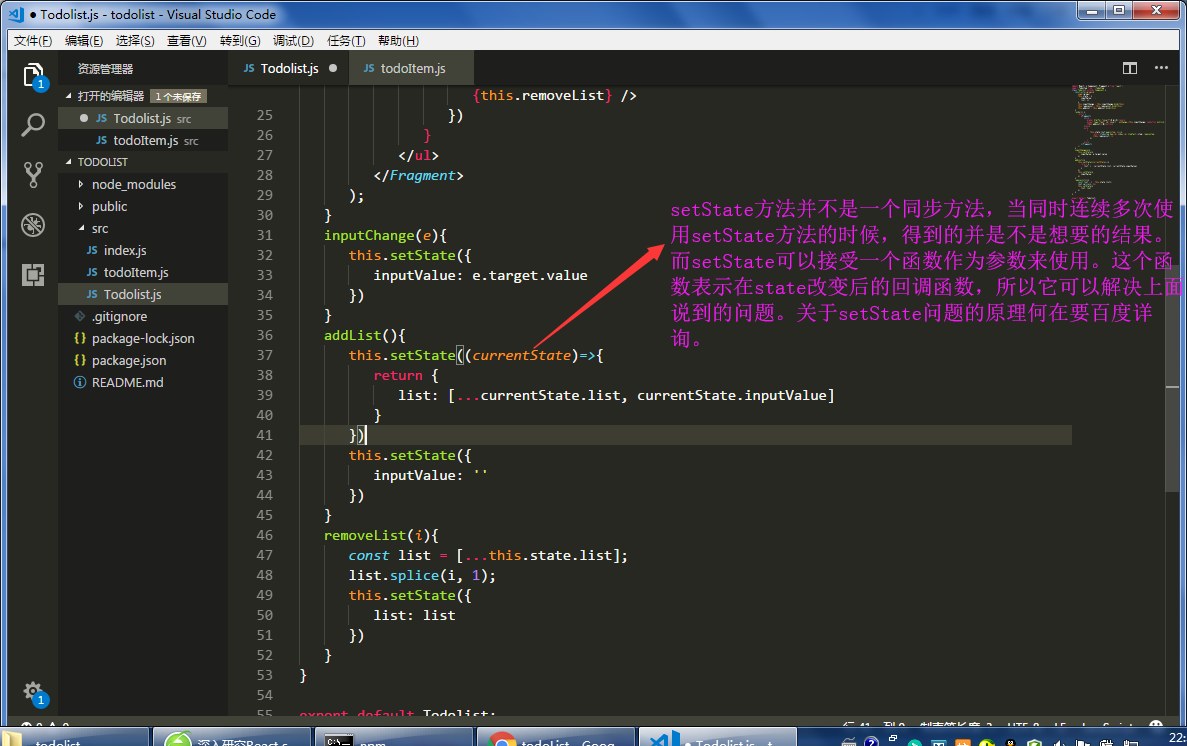 ● Todolist.js - todolist - Visual Studio Code
文件(F) 编辑(E) 选择(S) 查看(V) 转到(G) 调试(D) 任务(T) 帮助(H)
资源管理器
打开的编辑器 1 个未保存
● JS Todolist.js src
JS todoItem.js src
TODOLIST
node_modules
public
src
JS index.js
JS todoItem.js
JS Todolist.js
.gitignore
{} package-lock.json
{} package.json
README.md
1
1
JS Todolist.js ●
JS todoItem.js
{this.removeList} />
25 })
26 }
27 </ul>
28 </Fragment>
29 );
30 }
31 inputChange(e){
32 this.setState({
33 inputValue: e.target.value
34 })
35 }
36 addList(){
37 this.setState((currentState)=>{
38 return {
39 list: [...currentState.list, currentState.inputValue]
40 }
41 })
42 this.setState({
43 inputValue: ''
44 })
45 }
46 removeList(i){
47 const list = [...this.state.list];
48 list.splice(i, 1);
49 this.setState({
50 list: list
51 })
52 }
53 }
54
55 export default Todolist;
setState方法并不是一个同步方法，当同时连续多次使
用setState方法的时候，得到的并是不是想要的结果。
而setState可以接受一个函数作为参数来使用。这个函
数表示在state改变后的回调函数，所以它可以解决上面
说到的问题。关于setState问题的原理何在要百度详
询。
todolist
深入研究React.c
npm
todoList - Goog
● Todolist.js - t
22: